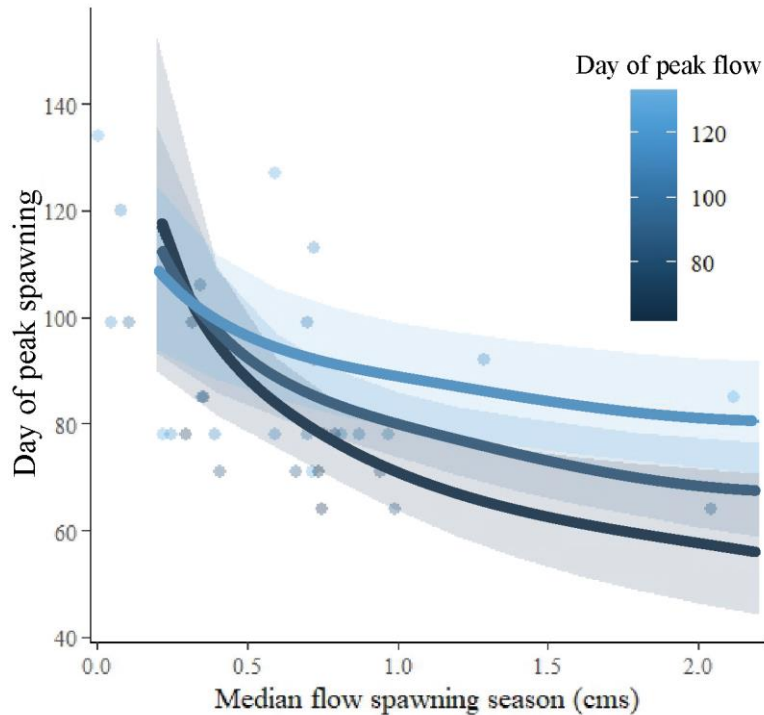 Day of peak flow
120
100
80
Day of peak spawning
140
120
100
80
60
40
0.0 0.5 1.0 1.5 2.0
Median flow spawning season (cms)